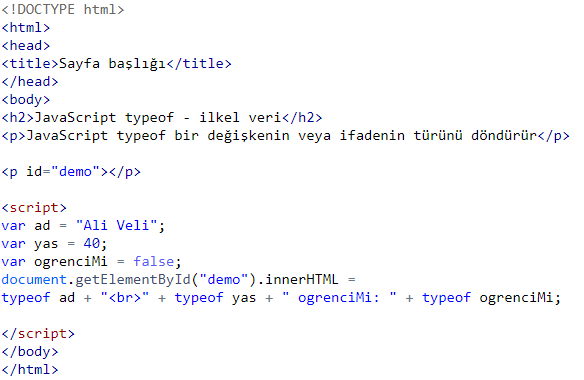 <!DOCTYPE html>
<html>
<head>
<title>Sayfa başlığı</title>
</head>
<body>
<h2>JavaScript typeof - ilkel veri</h2>
<p>JavaScript typeof bir değişkenin veya ifadenin türünü döndürür</p>
<p id="demo"></p>
<script>
var ad = "Ali Veli";
var yas = 40;
var ogrenciMi = false;
document.getElementById("demo").innerHTML =
typeof ad + "<br>" + typeof yas + " ogrenciMi: " + typeof ogrenciMi;
</script>
</body>
</html>